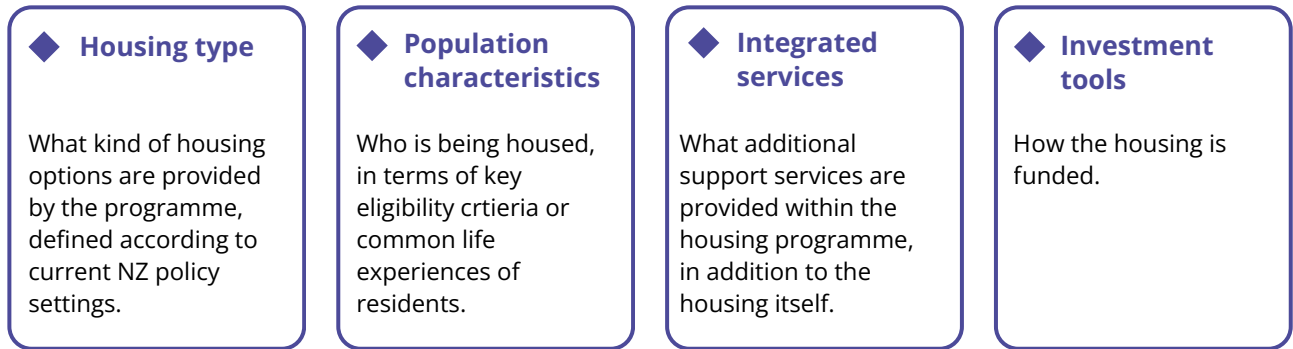 Housing type
What kind of housing
options are provided
by the programme,
defined according to
current NZ policy
settings.
Population
characteristics
Who is being housed,
in terms of key
eligibility crtieria or
common life
experiences of
residents.
Integrated
services
What additional
support services are
provided within the
housing programme,
in addition to the
housing itself.
Investment
tools
How the housing is
funded.